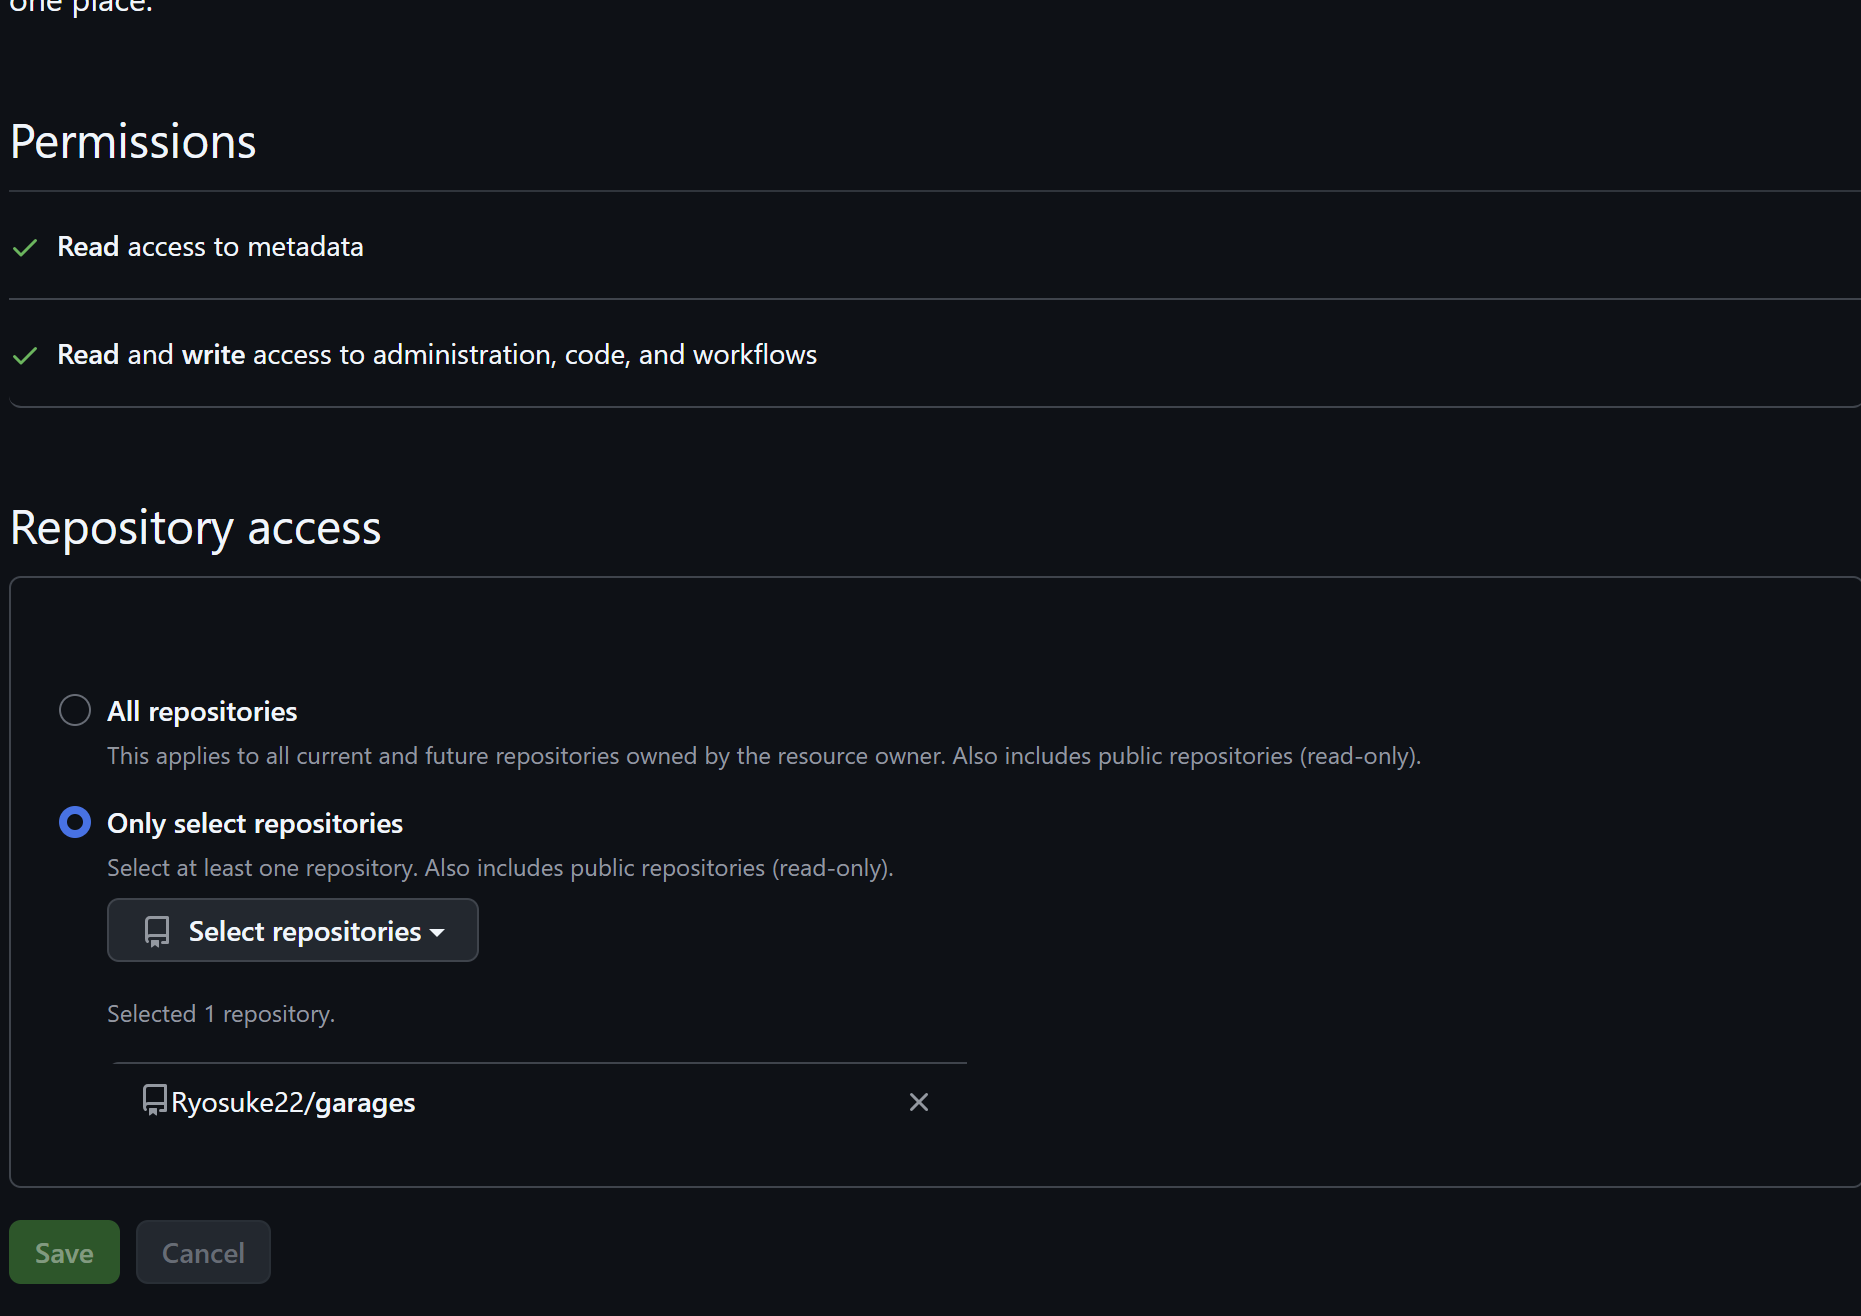 one place.
Permissions
Read access to metadata
Read and write access to administration, code, and workflows
Repository access
All repositories
This applies to all current and future repositories owned by the resource owner. Also includes public repositories (read-only).
Only select repositories
Select at least one repository. Also includes public repositories (read-only).
Select repositories
Selected 1 repository.
Ryosuke22/garages
Save
Cancel